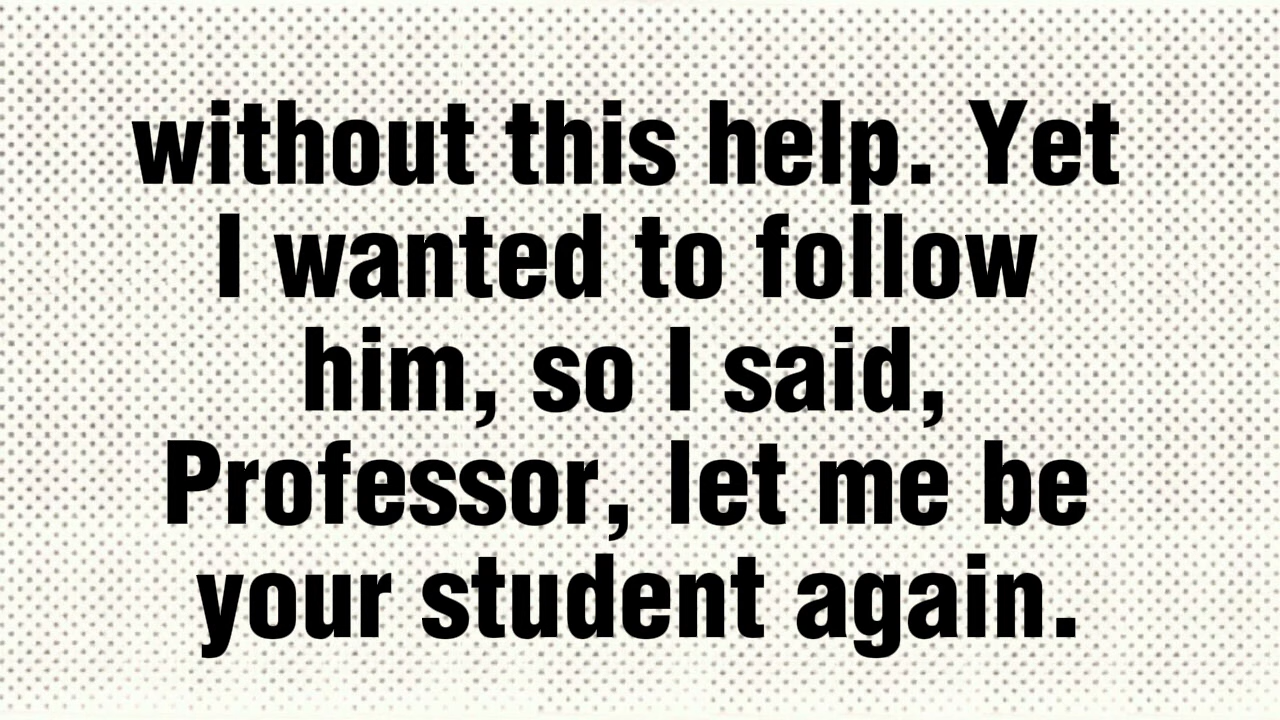 without this help. Yet
I wanted to follow
him, so I said,
Professor, let me be
your student again.